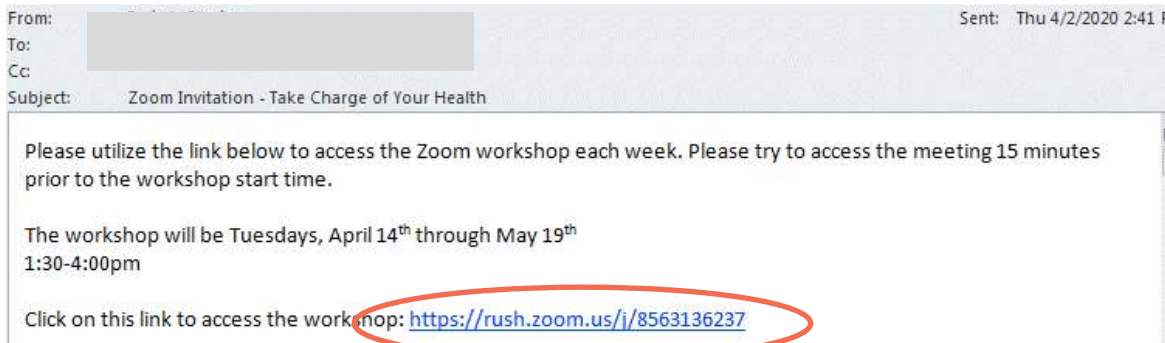 From:
Sent: Thu 4/2/2020 2:41
To:
Cc:
Subject: Zoom Invitation - Take Charge of Your Health
Please utilize the link below to access the Zoom workshop each week. Please try to access the meeting 15 minutes
prior to the workshop start time.
The workshop will be Tuesdays, April 14th through May 19th
1:30-4:00pm
Click on this link to access the workshop: https://rush.zoom.us/j/8563136237